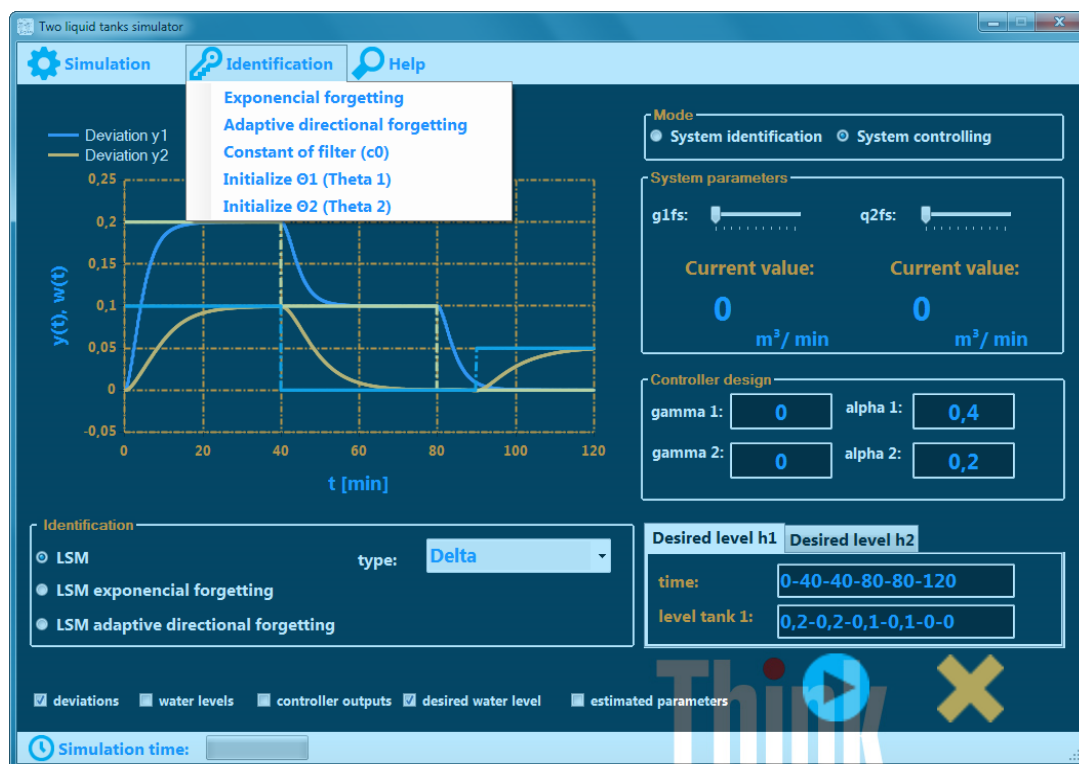 Two liquid tanks simulator
Simulation
Identification
Help
Exponencial forgetting
Adaptive directional forgetting
Constant of filter (c0)
Initialize Θ1 (Theta 1)
Initialize Θ2 (Theta 2)
Deviation y1
Deviation y2
0,25
0,2
0,15
0,1
0,05
0
-0,05
y(t), w(t)
0 20 40 60 80 100 120
t [min]
Mode
System identification System controlling
System parameters
g1fs: q2fs:
Current value: Current value:
0 0
m³/ min m³/ min
Controller design
gamma 1: 0 alpha 1: 0,4
gamma 2: 0 alpha 2: 0,2
Identification
LSM
type: Delta
LSM exponencial forgetting
LSM adaptive directional forgetting
Desired level h1 Desired level h2
time: 0-40-40-80-80-120
level tank 1: 0,2-0,2-0,1-0,1-0-0
deviations water levels controller outputs desired water level estimated parameters
Think
Simulation time: